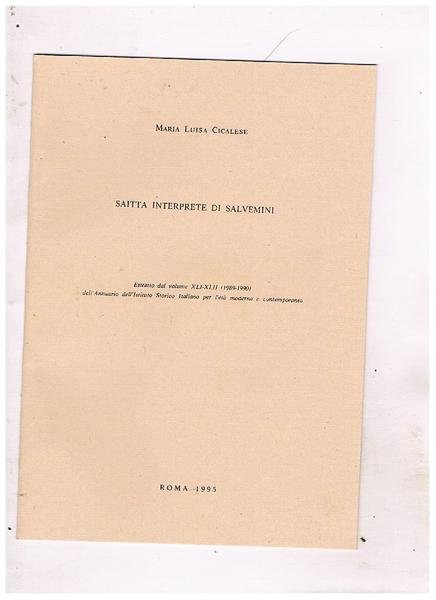 MARIA LUISA CICALESE
SAITTA INTERPRETE DI SALVEMINI
Estratto dal volume XLI-XLII (1989-1990)
dell'Annuario dell'Istituto Storico Italiano per l'età moderna e contemporanea
ROMA 1995